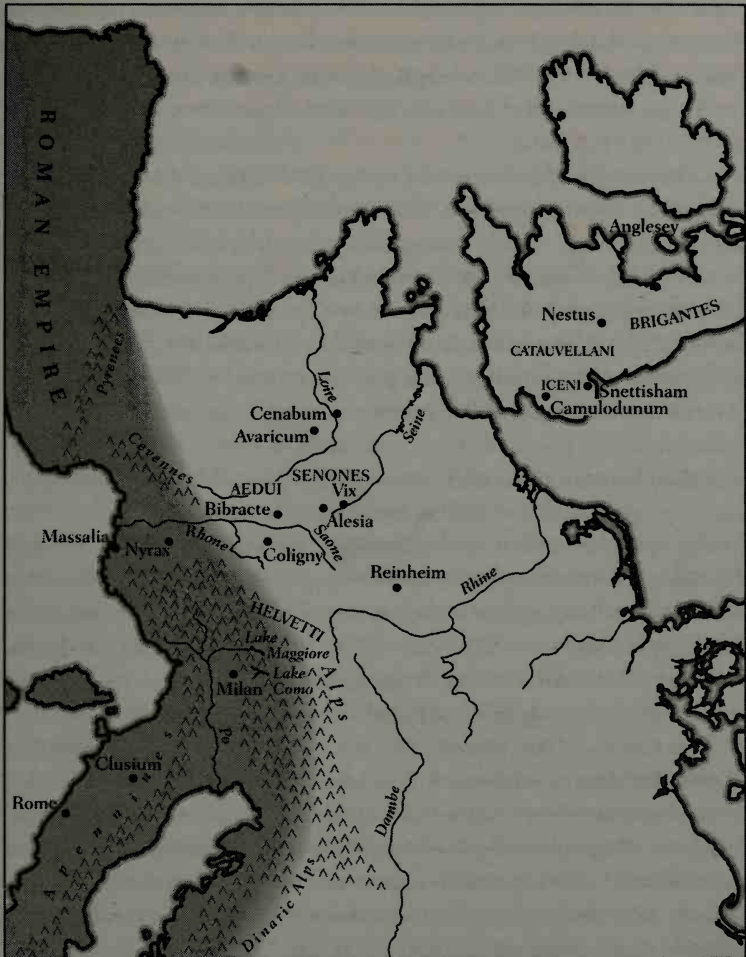 ROMAN EMPIRE
Anglesey
Nestus
BRIGANTES
CATAUVELLANI
ICENI
Snettisham
Camulodunum
Pyrenees
Loire
Cenabum
Avaricum
Seine
Cevennes
SENONES
AEDUI
Vix
Bibracte
Alesia
Massalia
Nyrax
Rhone
Saone
Coligny
Reinheim
Rhine
HELVETTI
Lake
Maggiore
Alps
Lake
Como
Milan
Po
Clusium
Rome
Apennines
Danube
Dinaric Alps